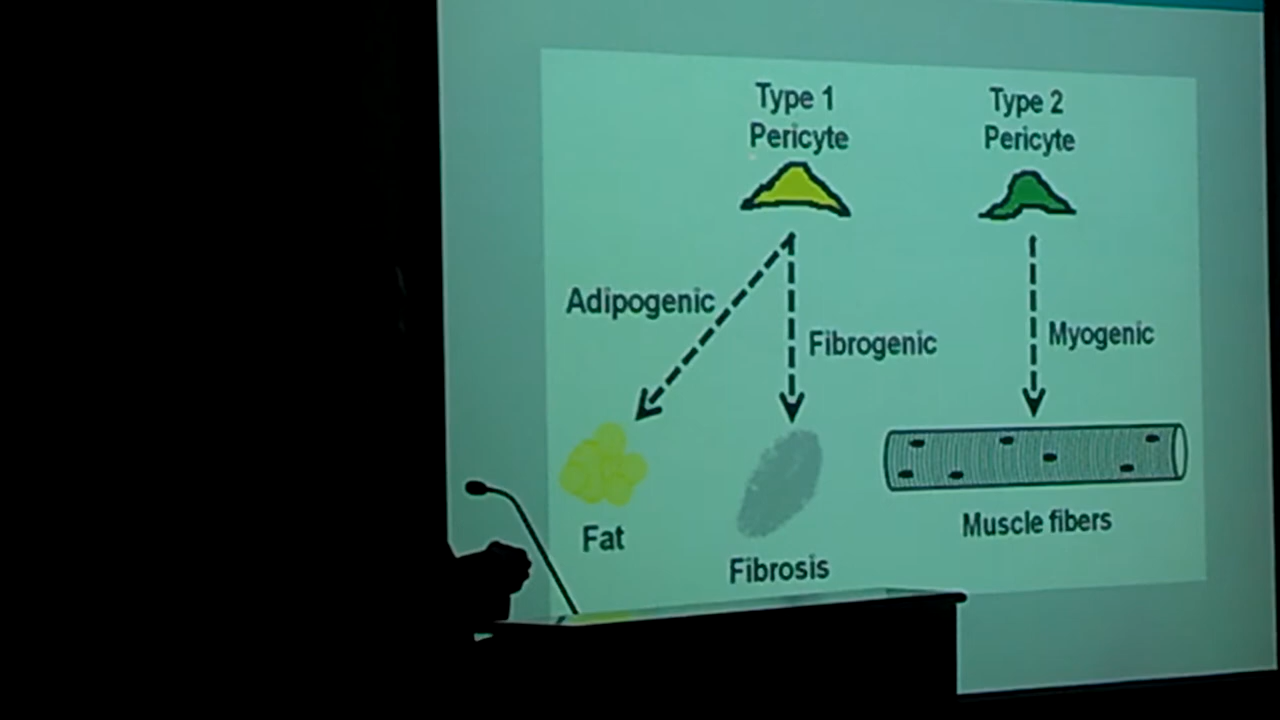 Type 1
Pericyte
Type 2
Pericyte
Adipogenic
Fibrogenic
Myogenic
Fat
Fibrosis
Muscle fibers